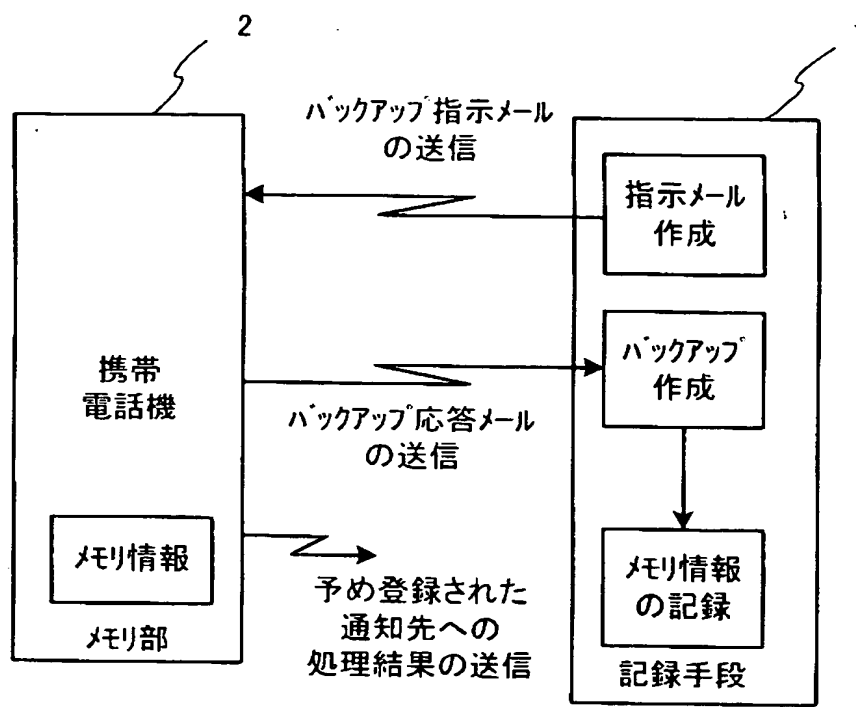 2
バックアップ指示メール
の送信
指示メール
作成
携帯
電話機
バックアップ
作成
バックアップ応答メール
の送信
メモリ情報
メモリ部
予め登録された
通知先への
処理結果の送信
メモリ情報
の記録
記録手段